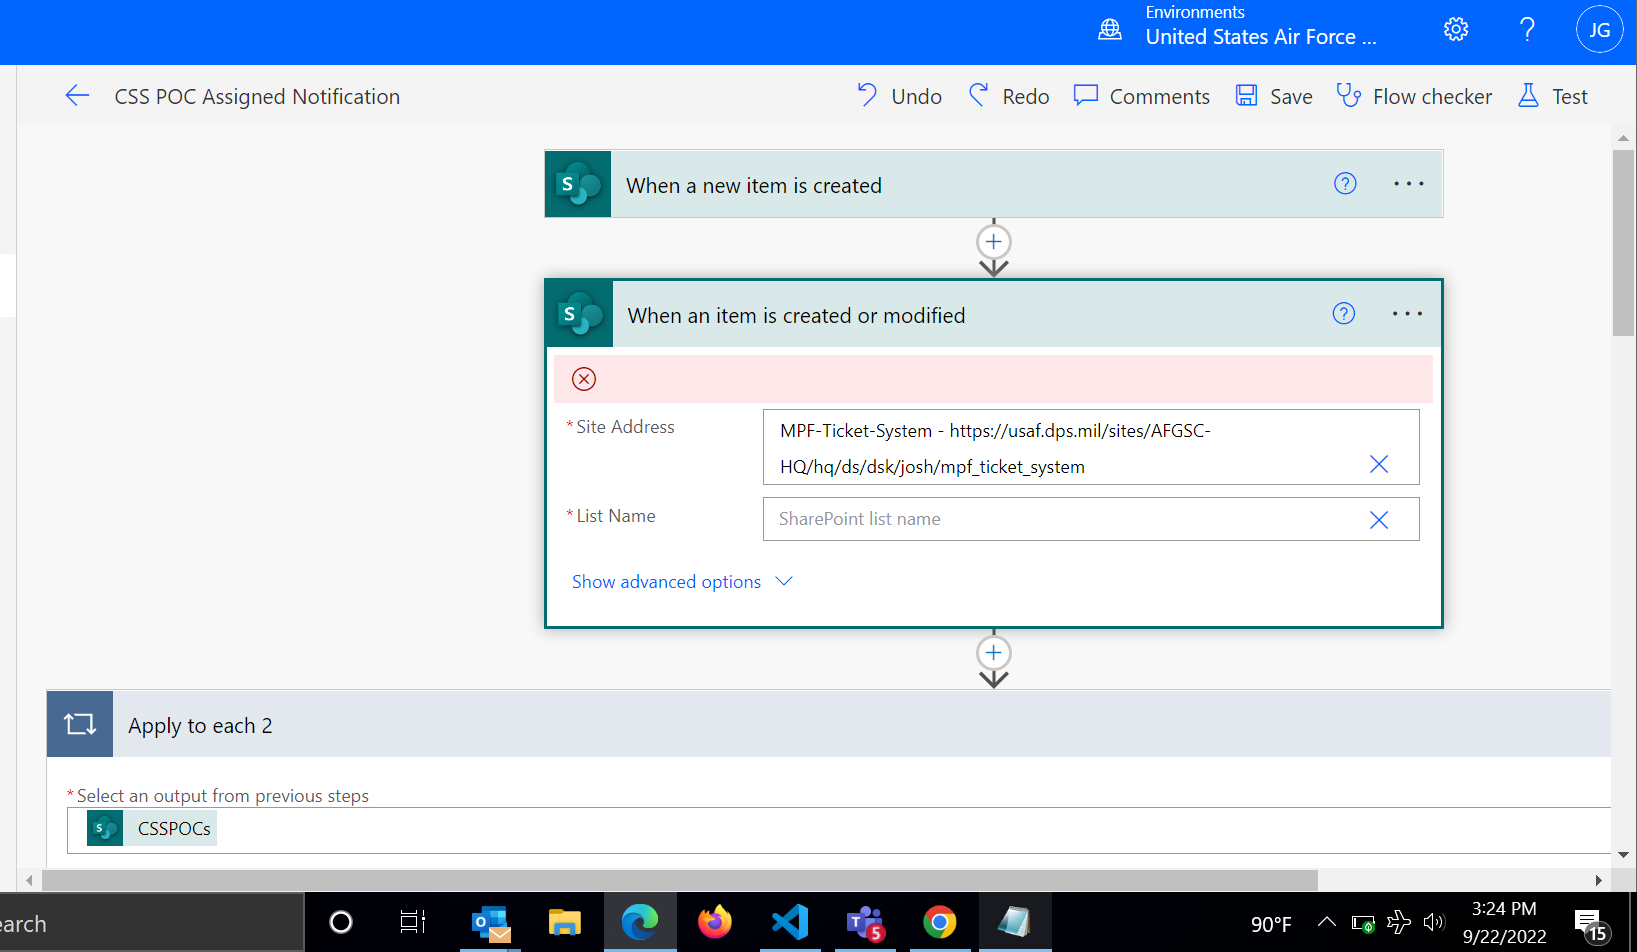 Environments
United States Air Force ...
JG
CSS POC Assigned Notification
Undo
Redo
Comments
Save
Flow checker
Test
S
When a new item is created
?
...
S
When an item is created or modified
?
...
* Site Address
MPF-Ticket-System - https://usaf.dps.mil/sites/AFGSC-
HQ/hq/ds/dsk/josh/mpf_ticket_system
* List Name
SharePoint list name
Show advanced options
Apply to each 2
* Select an output from previous steps
S
CSSPOCs
earch
5
90°F
3:24 PM
9/22/2022
15